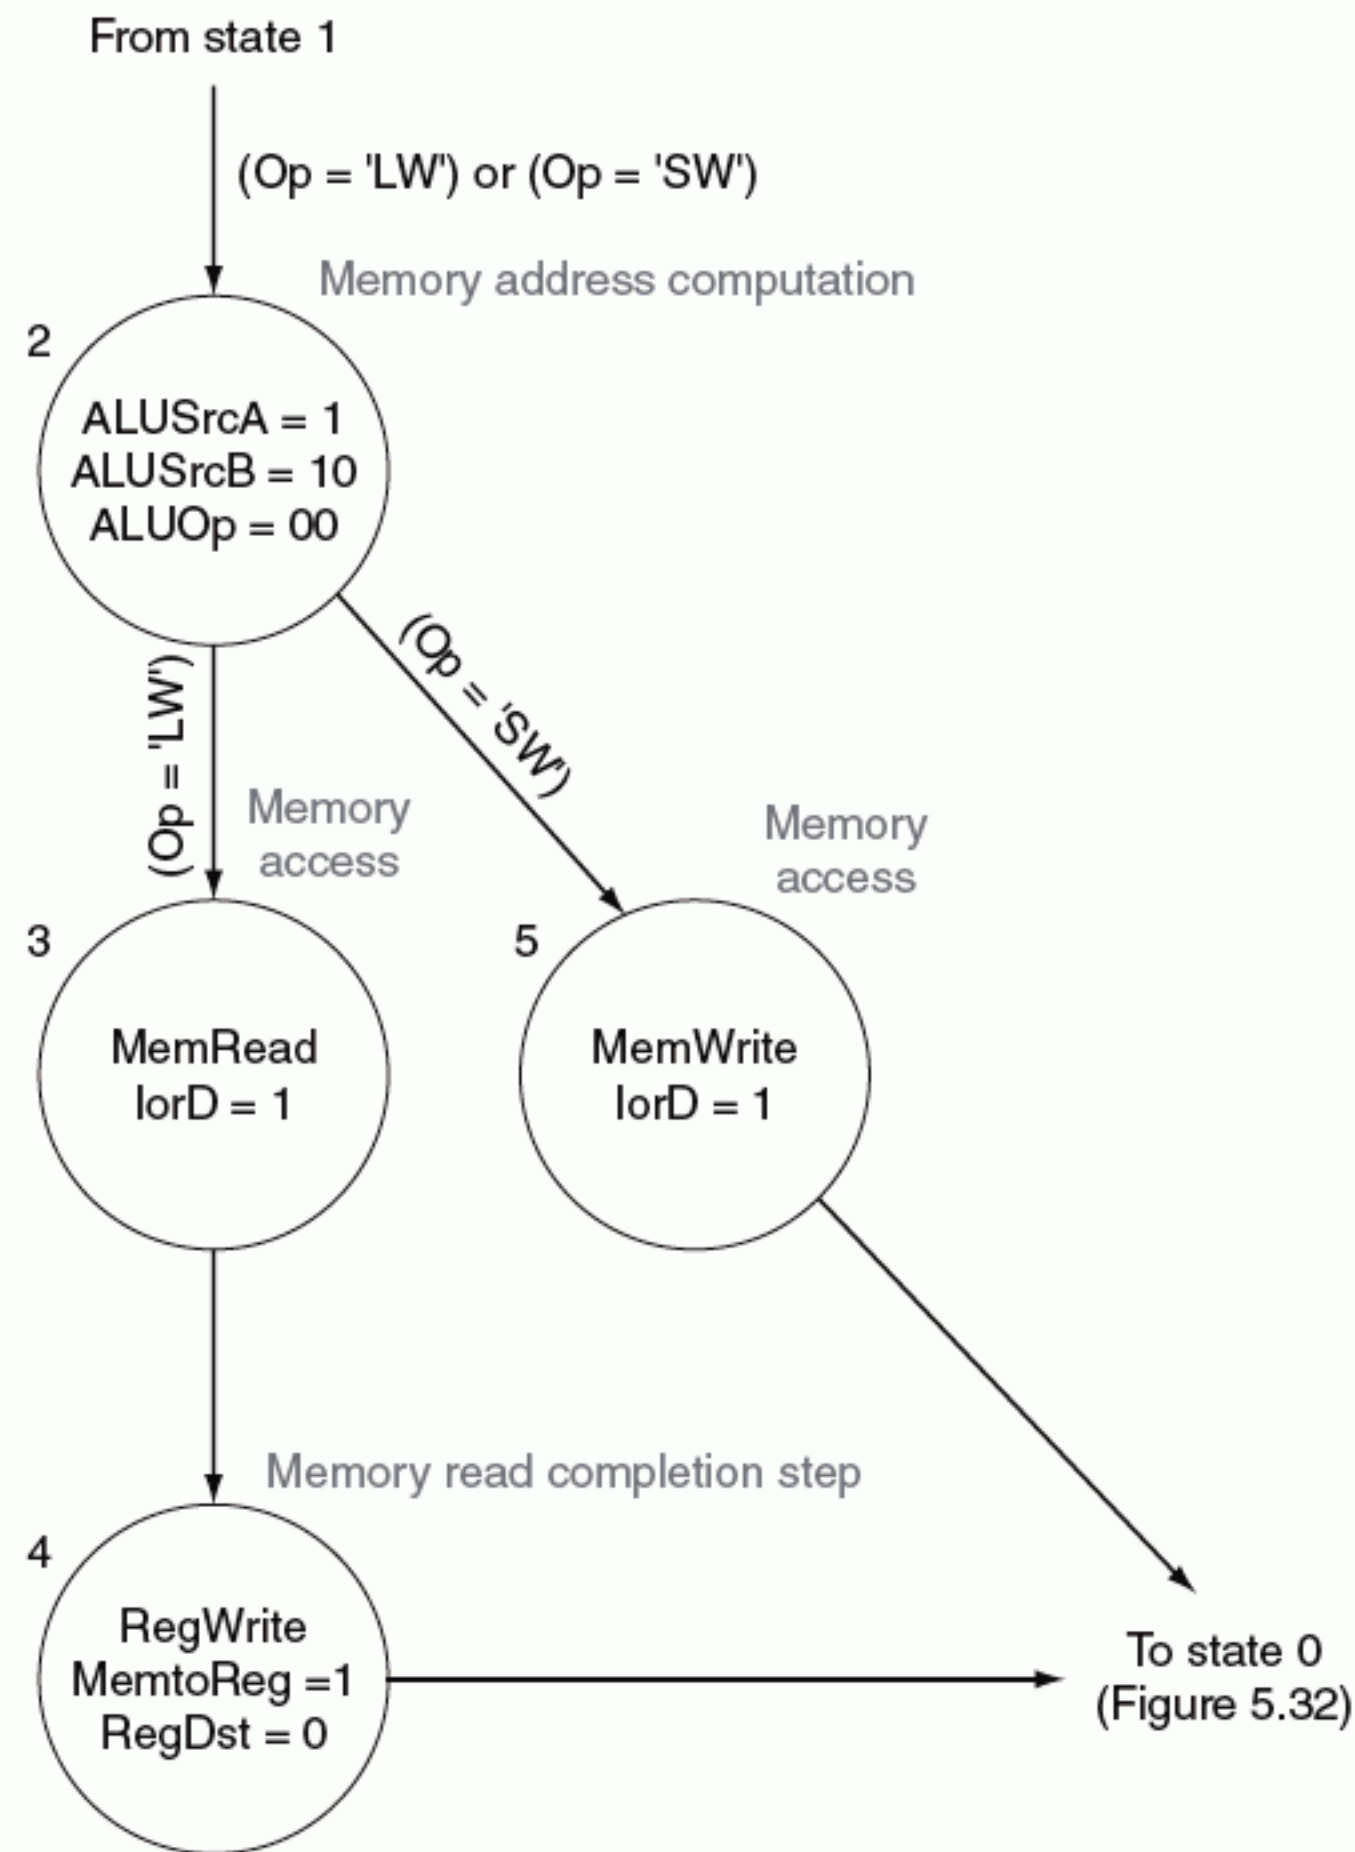 From state 1
(Op = 'LW') or (Op = 'SW')
Memory address computation
2
ALUSrcA = 1
ALUSrcB = 10
ALUOp = 00
(Op = 'LW')
(Op = 'SW')
Memory
access
Memory
access
3
MemRead
IorD = 1
5
MemWrite
IorD = 1
Memory read completion step
4
RegWrite
MemtoReg =1
RegDst = 0
To state 0
(Figure 5.32)